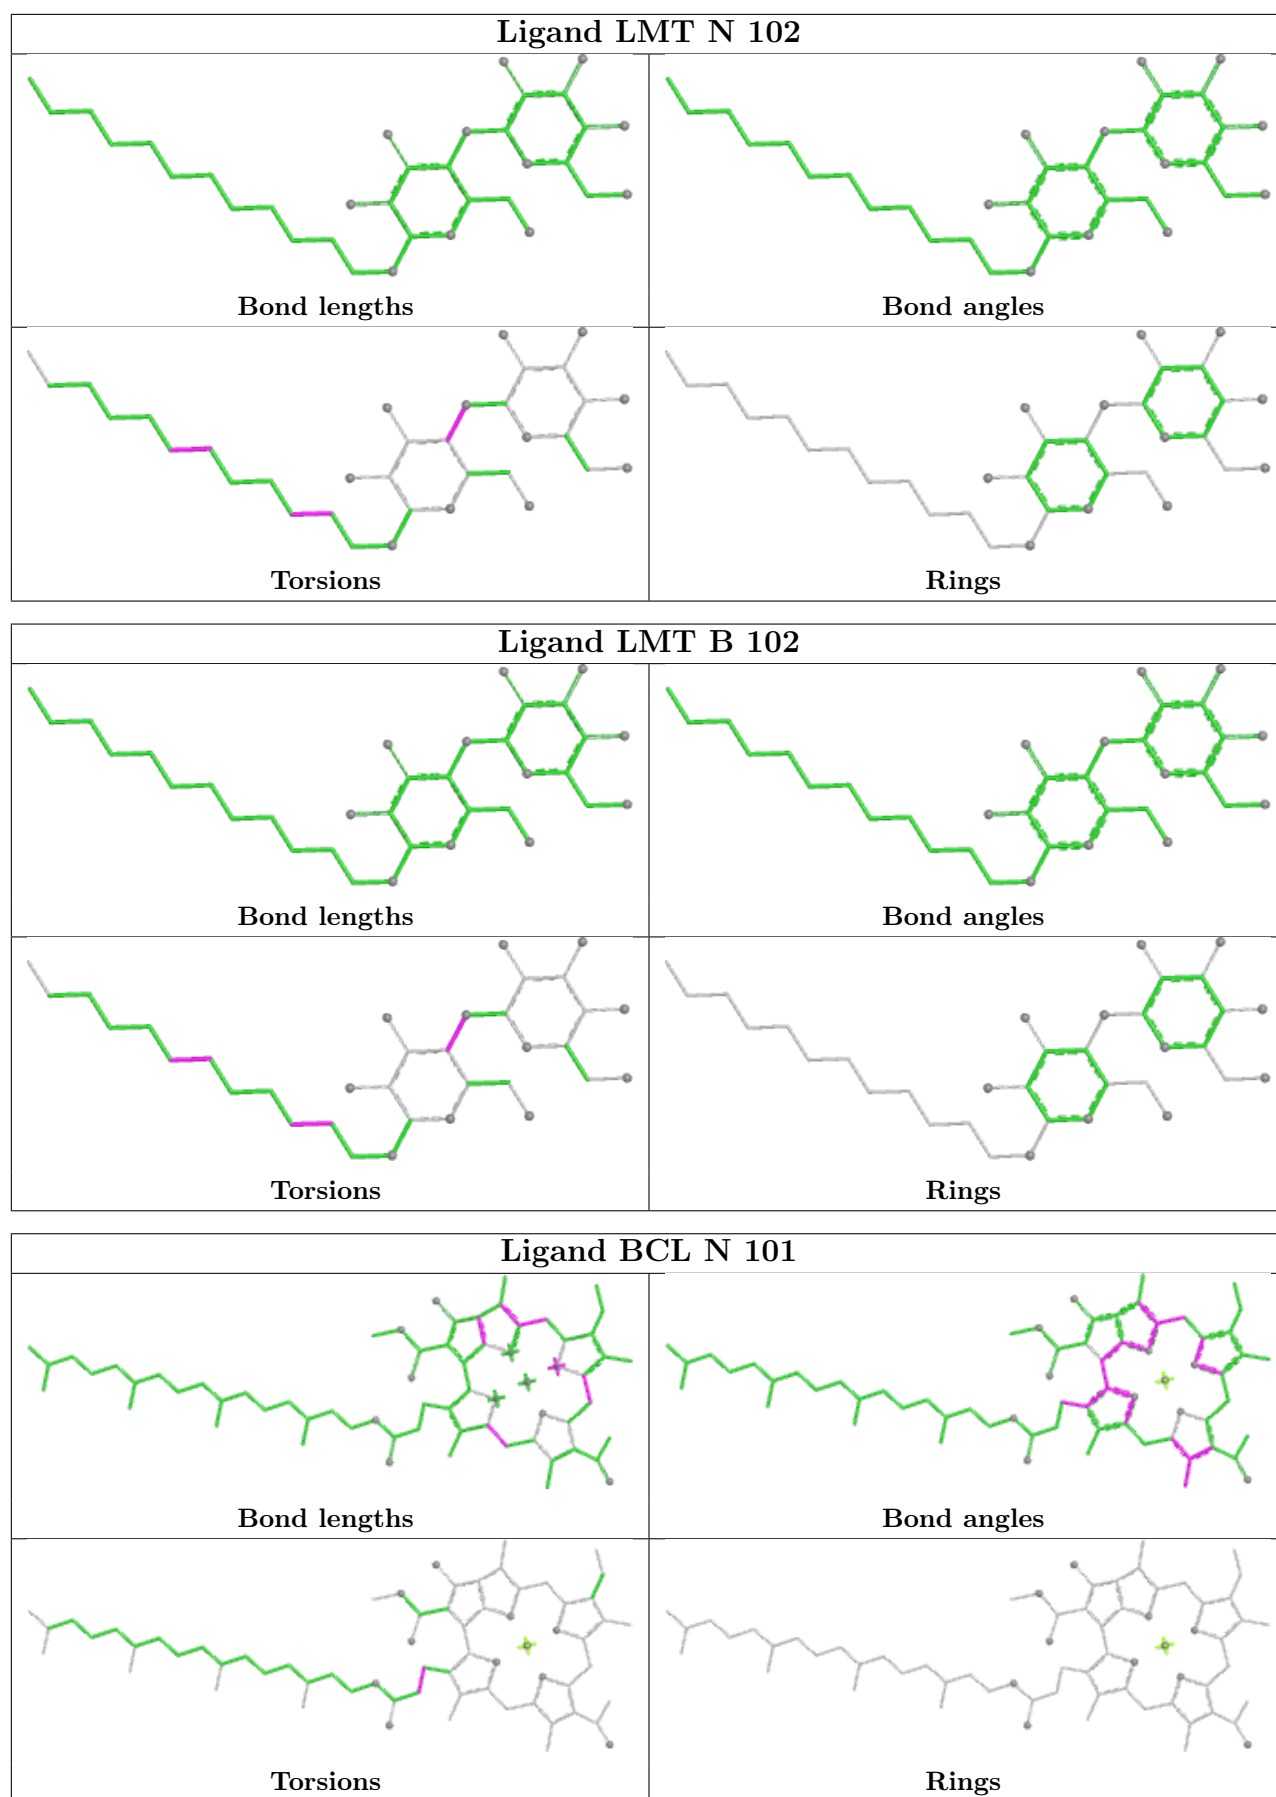 Ligand LMT N 102
Bond lengths
Bond angles
Torsions
Rings
Ligand LMT B 102
Bond lengths
Bond angles
Torsions
Rings
Ligand BCL N 101
Bond lengths
Bond angles
Torsions
Rings